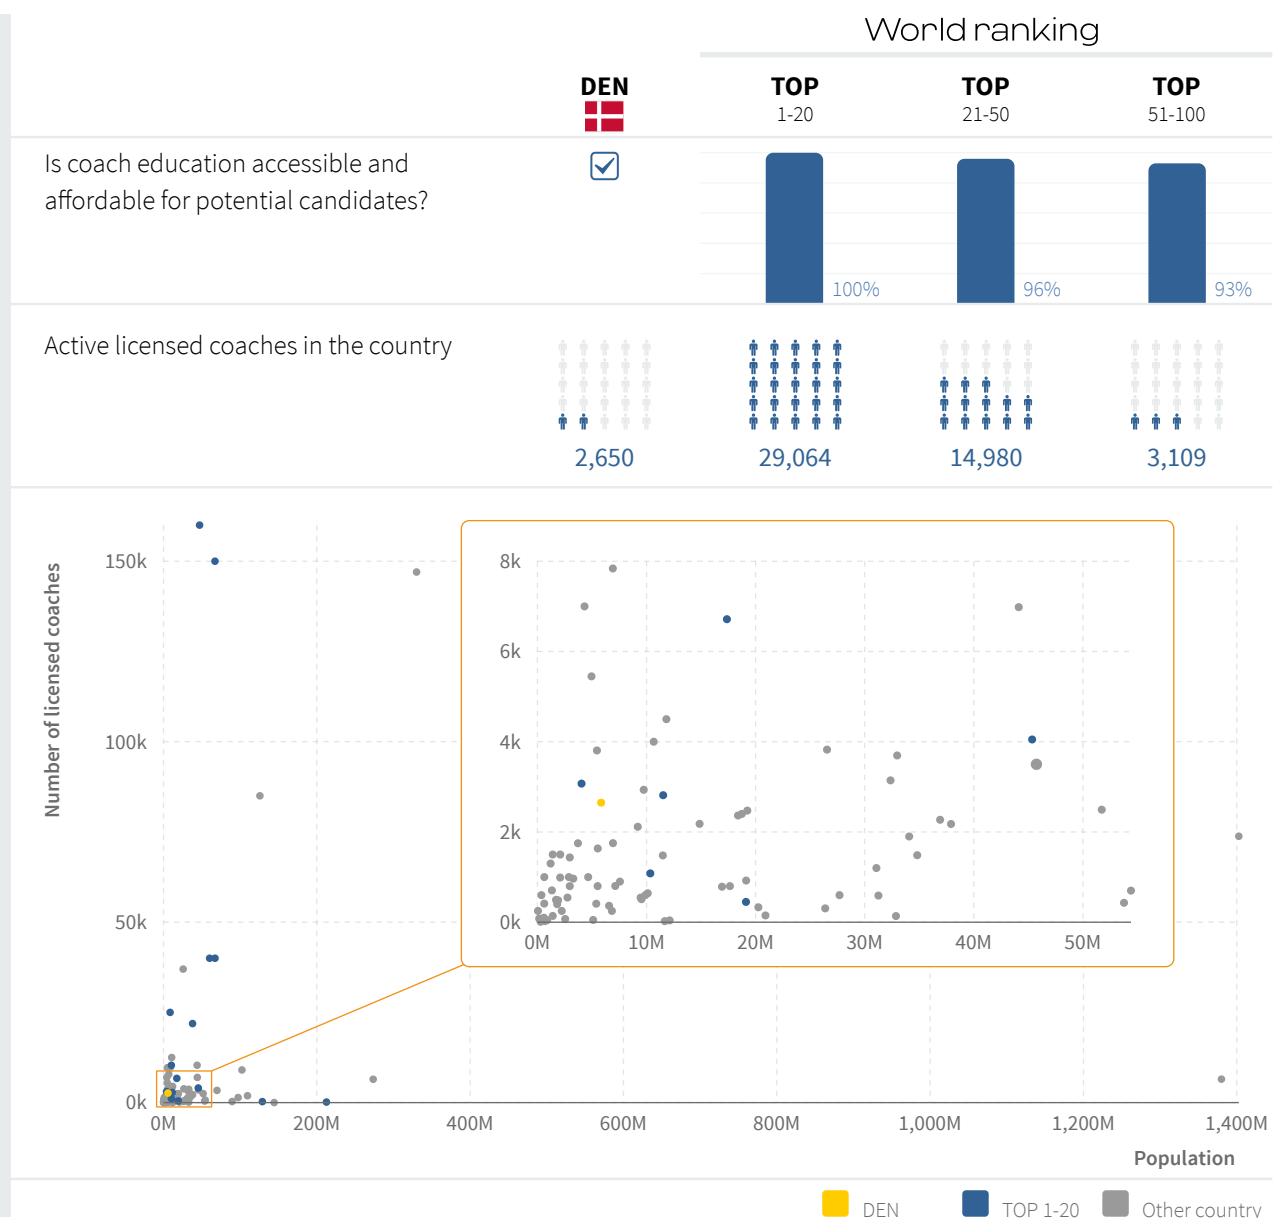 World ranking
DEN
TOP
1-20
TOP
21-50
TOP
51-100
Is coach education accessible and
affordable for potential candidates?
100%
96%
93%
Active licensed coaches in the country
2,650
29,064
14,980
3,109
Number of licensed coaches
150k
100k
50k
0k
8k
6k
4k
2k
0k
0M
10M
20M
30M
40M
50M
0M
200M
400M
600M
800M
1,000M
1,200M
1,400M
Population
DEN
TOP 1-20
Other country